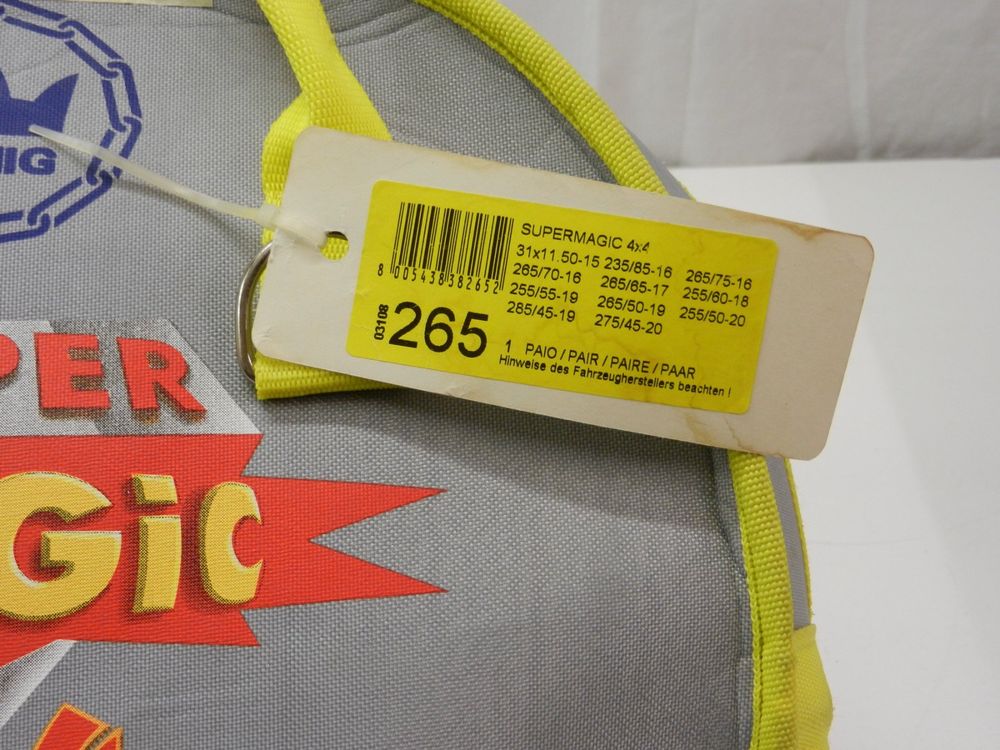 NIG
SUPERMAGIC 4x4
31x11.50-15 235/85-16 265/75-16
265/70-16 265/65-17 255/60-18
255/55-19 265/50-19 255/50-20
285/45-19 275/45-20
8 005438 382652
03108
265
1 PAIO / PAIR / PAIRE / PAAR
Hinweise des Fahrzeugherstellers beachten !
PER
GiC
4